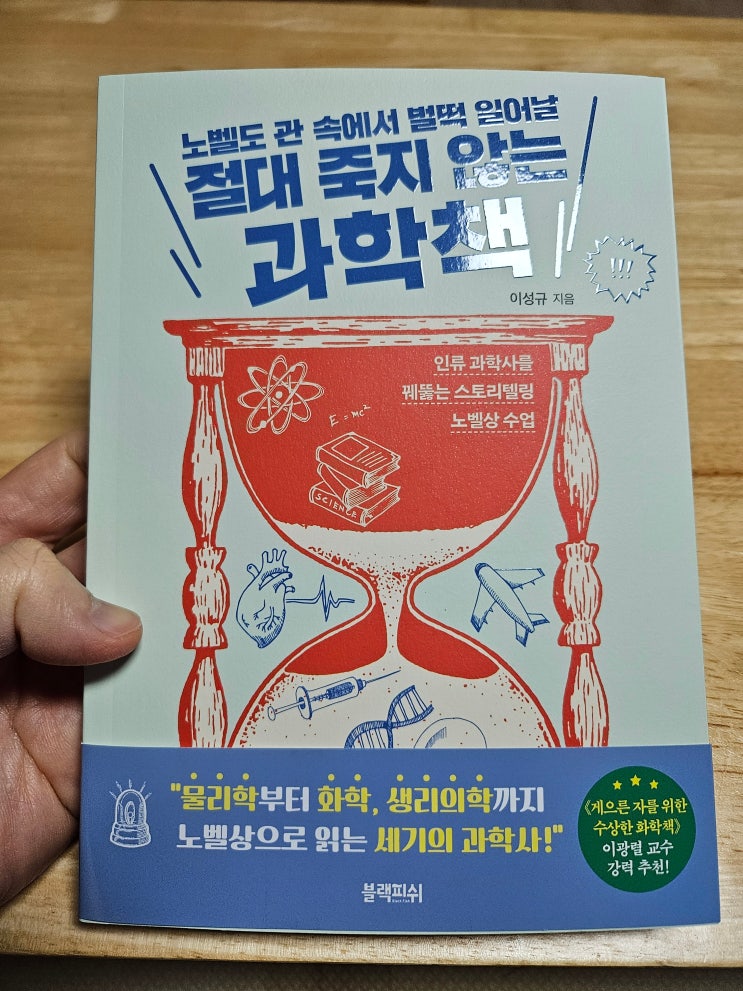 노벨도 관 속에서 벌떡 일어날
절대 죽지 않는
과학책
!!!
이성규 지음
인류 과학사를
꿰뚫는 스토리텔링
노벨상 수업
E=mc²
SCIENCE
"물리학부터 화학, 생리의학까지
노벨상으로 읽는 세기의 과학사!"
《게으른 자를 위한
수상한 화학책》
이광렬 교수
강력 추천!
블랙피쉬